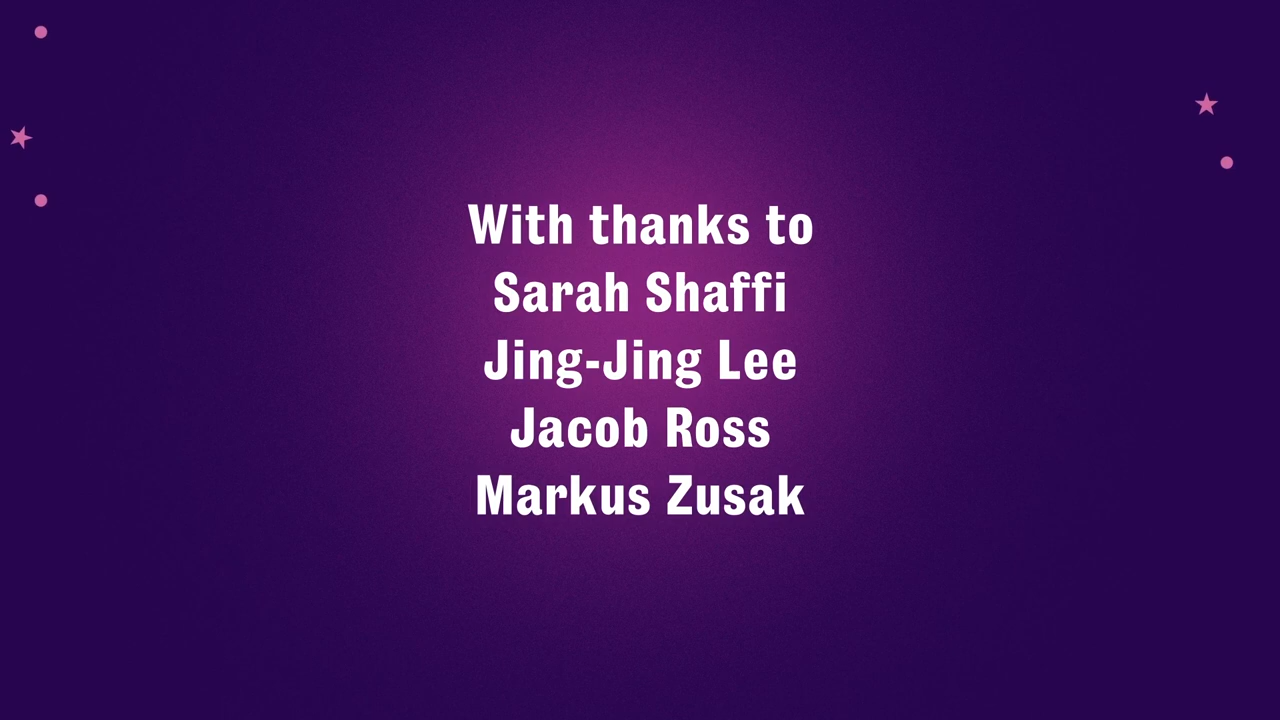 With thanks to
Sarah Shaffi
Jing-Jing Lee
Jacob Ross
Markus Zusak